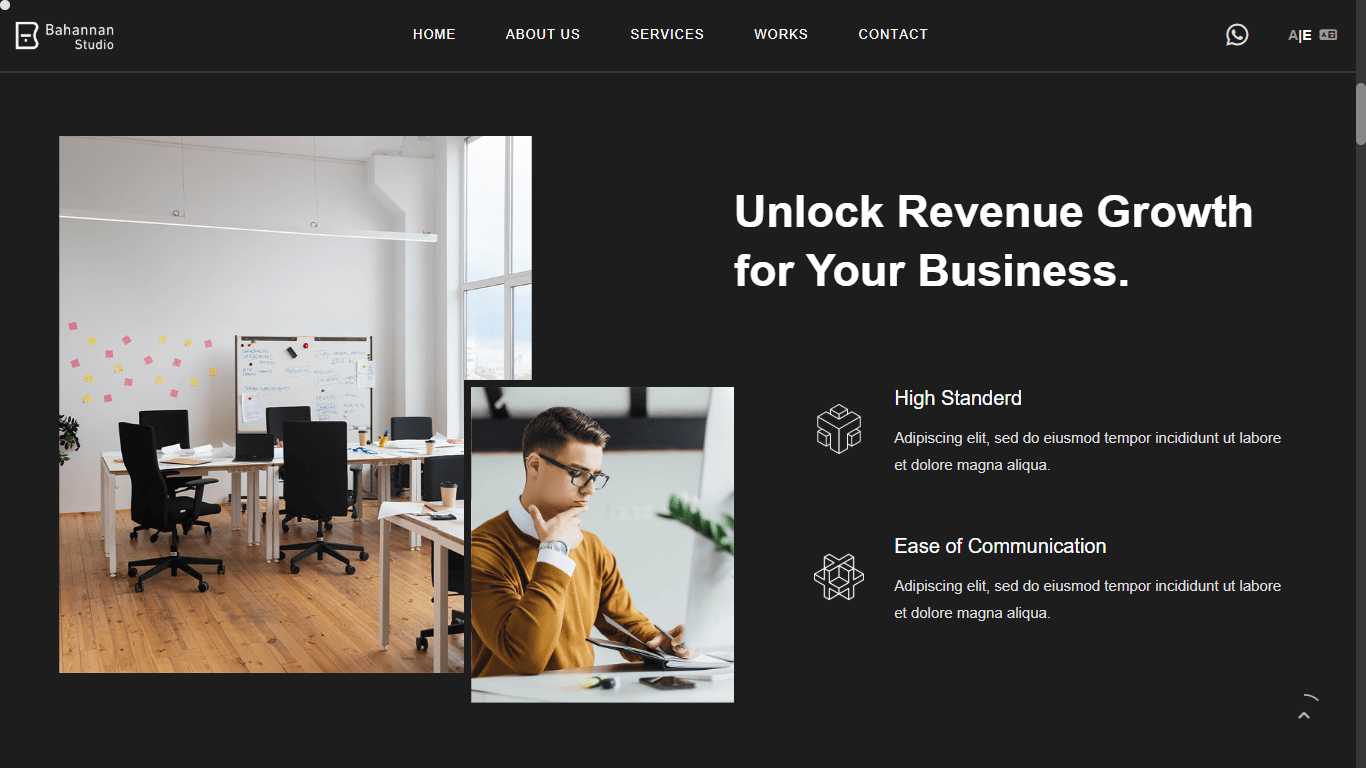 Bahannan
Studio
HOME
ABOUT US
SERVICES
WORKS
CONTACT
A|E
Unlock Revenue Growth
for Your Business.
High Standerd
Adipiscing elit, sed do eiusmod tempor incididunt ut labore
et dolore magna aliqua.
Ease of Communication
Adipiscing elit, sed do eiusmod tempor incididunt ut labore
et dolore magna aliqua.